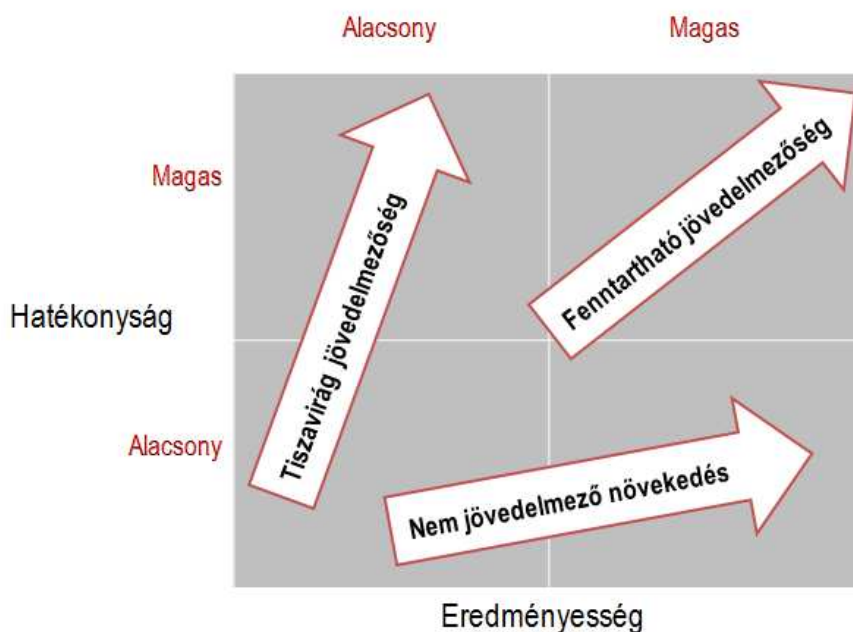 Alacsony
Magas
Magas
Tiszavirág jövedelmezőség
Fenntartható jövedelmezőség
Hatékonyság
Alacsony
Nem jövedelmező növekedés
Eredményesség